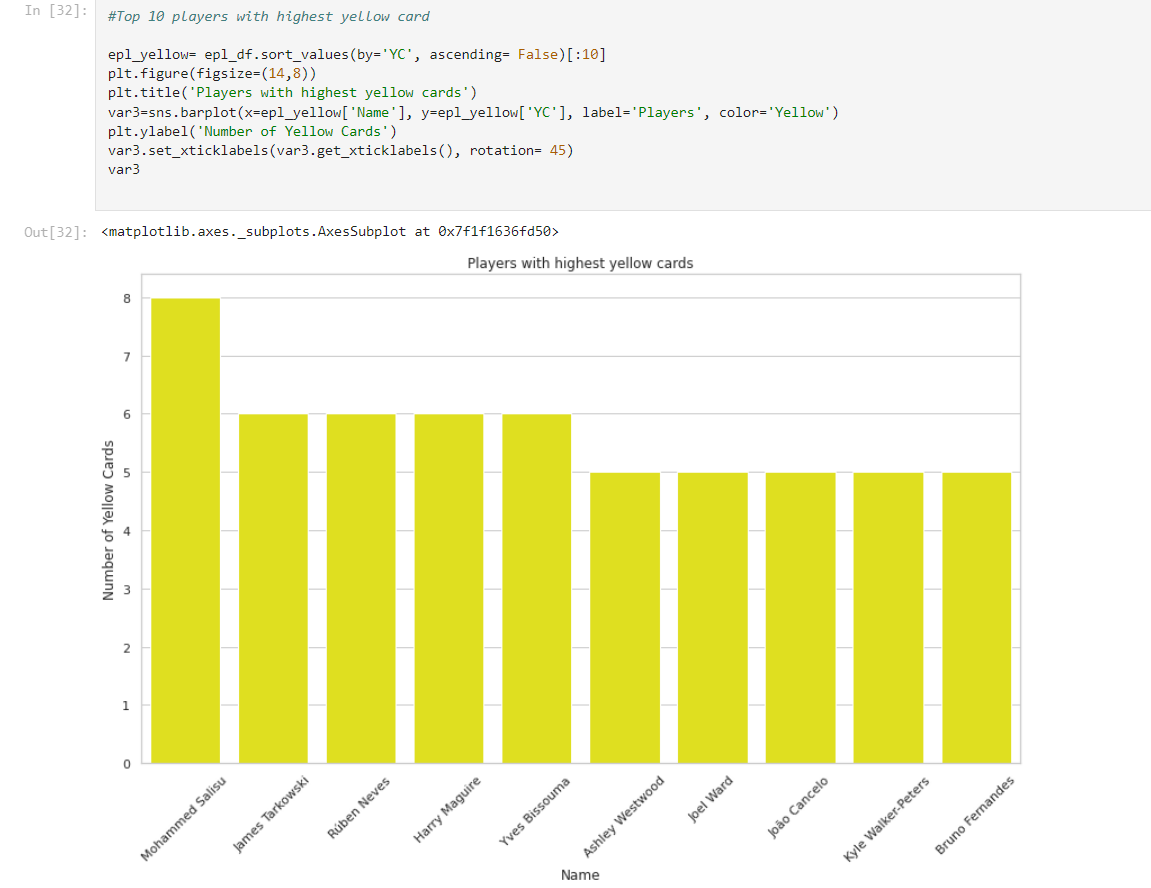 In [32]:
#Top 10 players with highest yellow card
epl_yellow= epl_df.sort_values(by='YC', ascending= False)[:10]
plt.figure(figsize=(14,8))
plt.title('Players with highest yellow cards')
var3=sns.barplot(x=epl_yellow['Name'], y=epl_yellow['YC'], label='Players', color='Yellow')
plt.ylabel('Number of Yellow Cards')
var3.set_xticklabels(var3.get_xticklabels(), rotation= 45)
var3
Out[32]:
<matplotlib.axes._subplots.AxesSubplot at 0x7f1f1636fd50>
Players with highest yellow cards
Number of Yellow Cards
8
7
6
5
4
3
2
1
0
Mohammed Salisu
James Tarkowski
Rúben Neves
Harry Maguire
Yves Bissouma
Ashley Westwood
Joel Ward
João Cancelo
Kyle Walker-Peters
Bruno Fernandes
Name